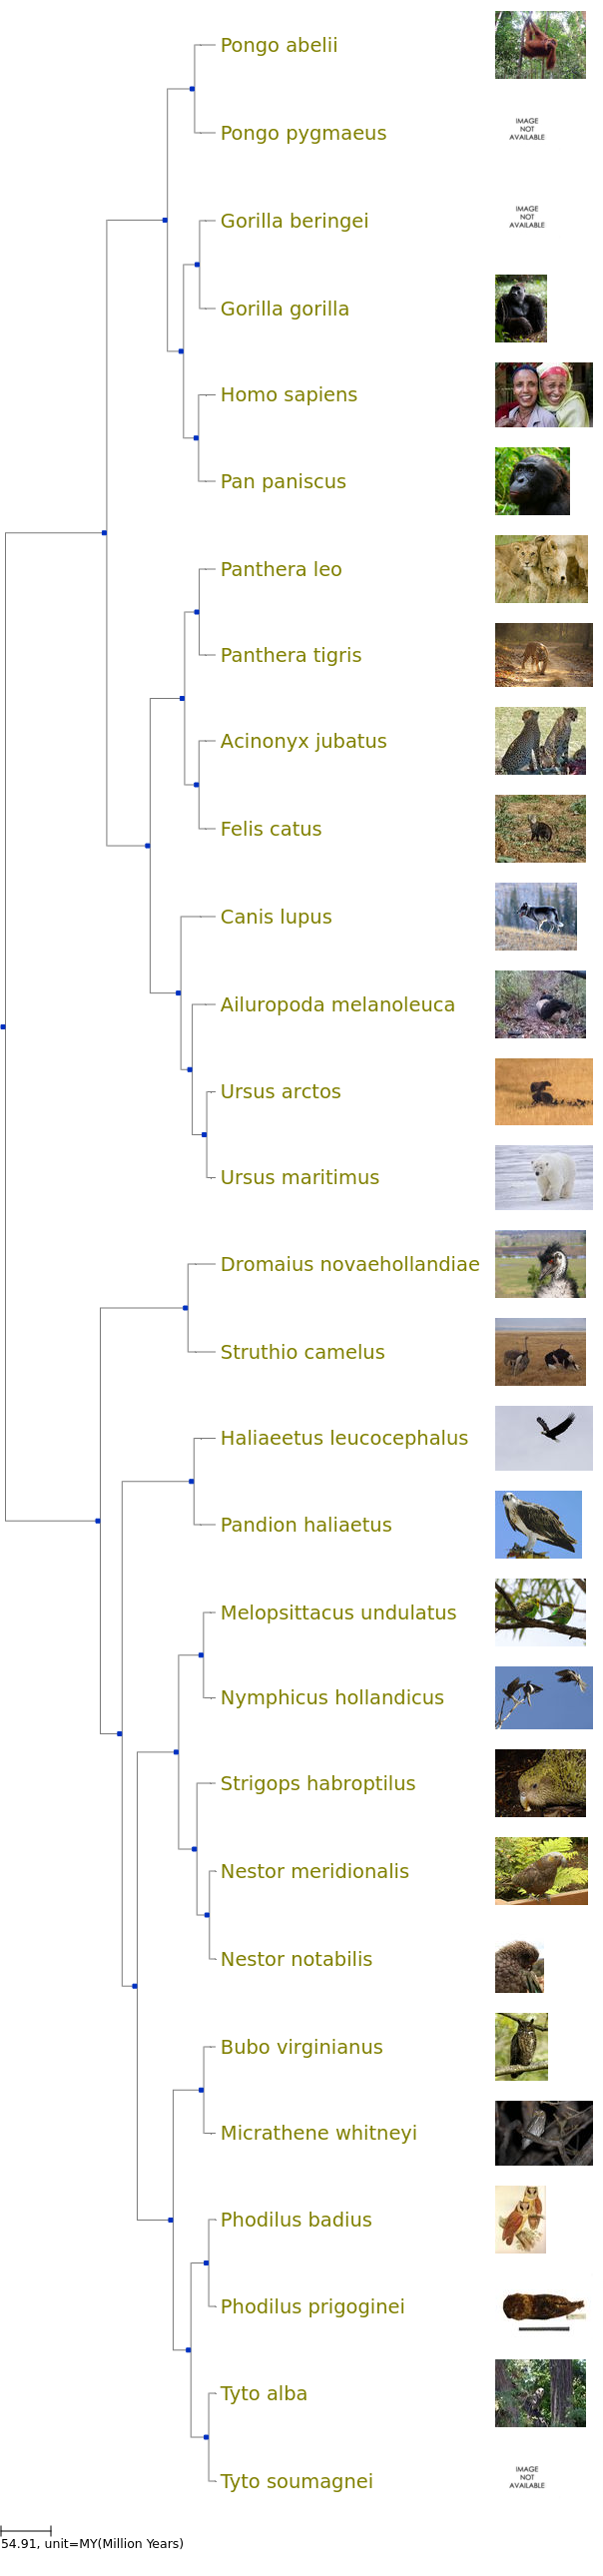 Pongo abelii
Pongo pygmaeus
IMAGE
NOT
AVAILABLE
Gorilla beringei
IMAGE
NOT
AVAILABLE
Gorilla gorilla
Homo sapiens
Pan paniscus
Panthera leo
Panthera tigris
Acinonyx jubatus
Felis catus
Canis lupus
Ailuropoda melanoleuca
Ursus arctos
Ursus maritimus
Dromaius novaehollandiae
Struthio camelus
Haliaeetus leucocephalus
Pandion haliaetus
Melopsittacus undulatus
Nymphicus hollandicus
Strigops habroptilus
Nestor meridionalis
Nestor notabilis
Bubo virginianus
Micrathene whitneyi
Phodilus badius
Phodilus prigoginei
Tyto alba
Tyto soumagnei
IMAGE
NOT
AVAILABLE
54.91, unit=MY(Million Years)